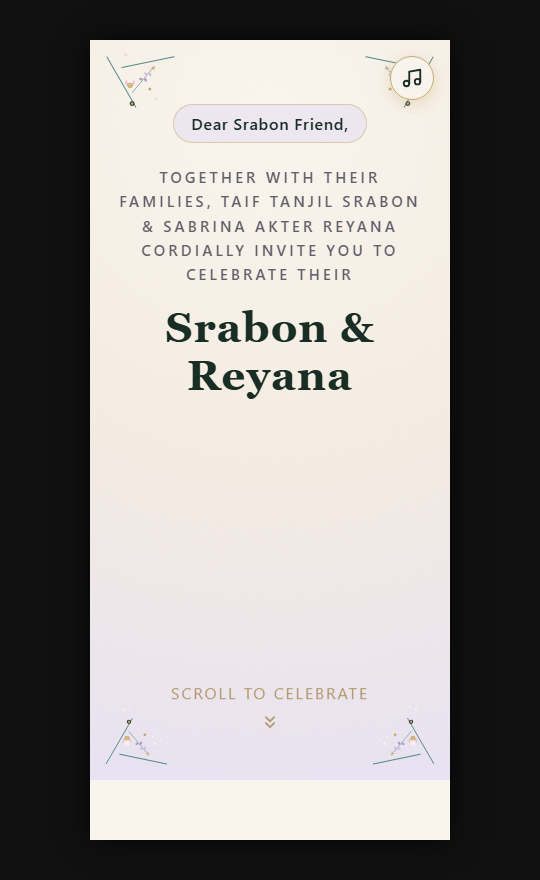 Dear Srabon Friend,
TOGETHER WITH THEIR
FAMILIES, TAIF TANJIL SRABON
& SABRINA AKTER REYANA
CORDIALLY INVITE YOU TO
CELEBRATE THEIR
Srabon &
Reyana
SCROLL TO CELEBRATE